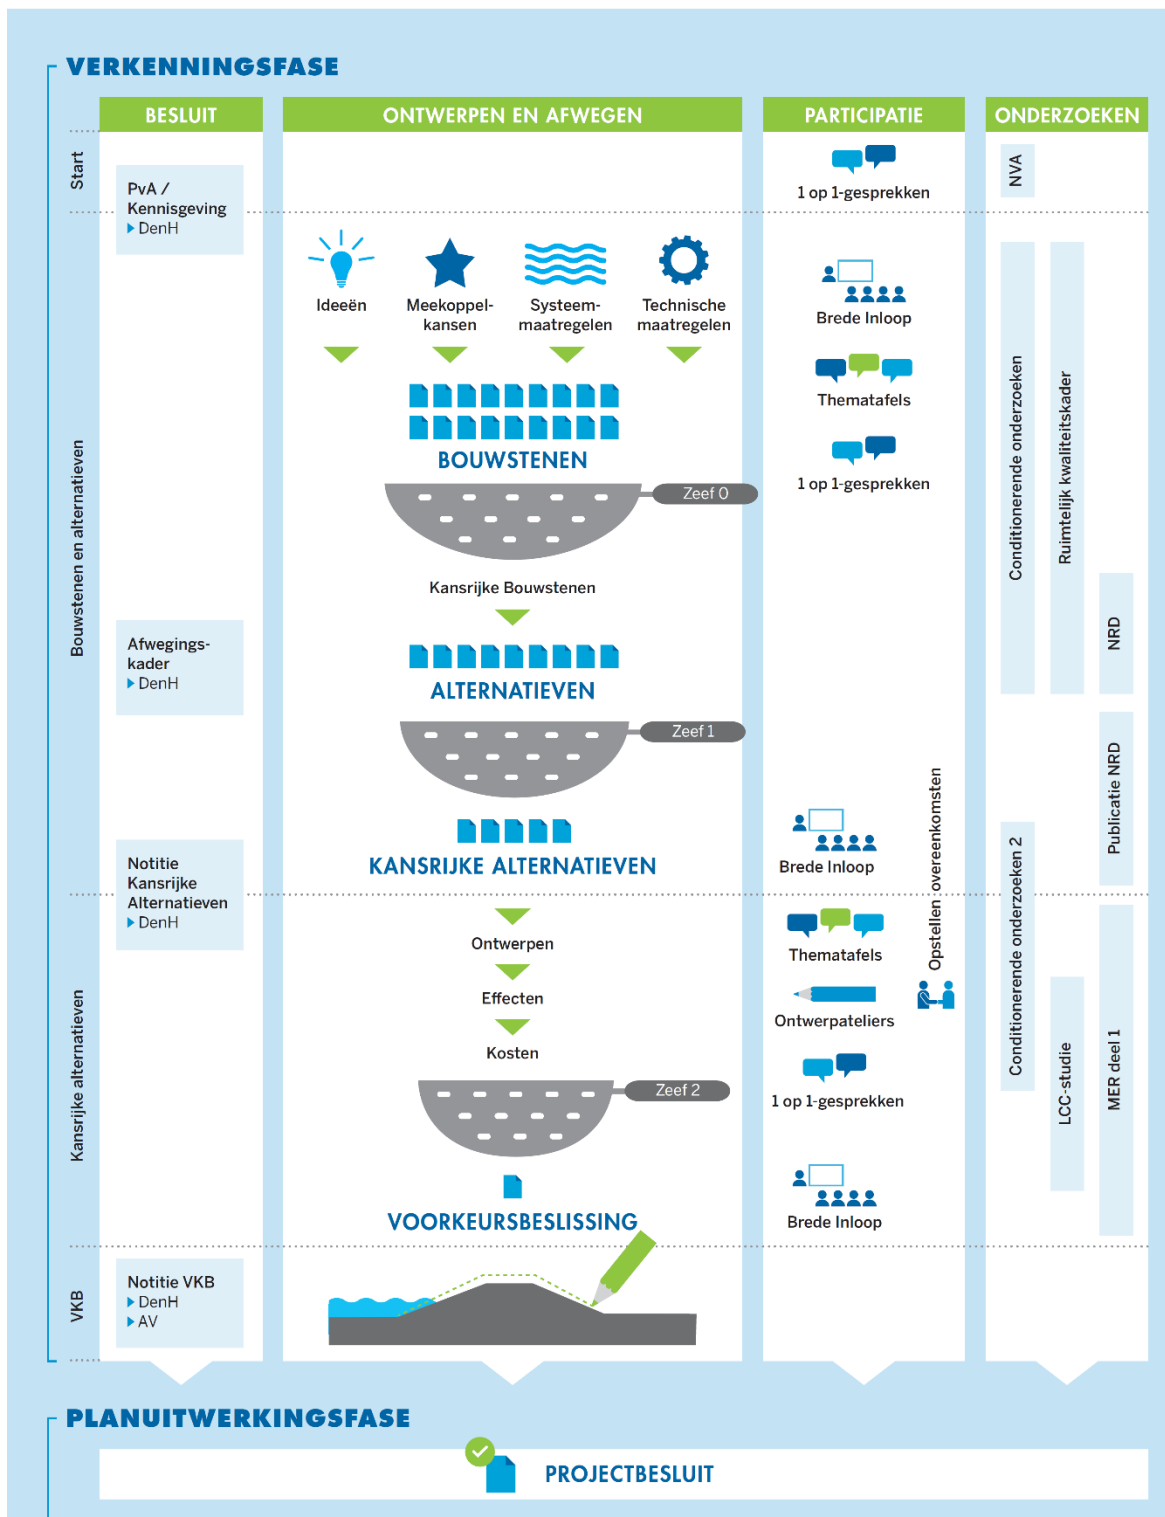 VERKENNINGSFASE
BESLUIT
ONTWERPEN EN AFWEGEN
PARTICIPATIE
ONDERZOEKEN
Start
PvA /
Kennisgeving
DenH
1 op 1-gesprekken
NVA
Bouwstenen en alternatieven
Ideeën
Meekoppel-
kansen
Systeem-
maatregelen
Technische
maatregelen
BOUWSTENEN
Zeef 0
Kansrijke Bouwstenen
Afwegings-
kader
DenH
ALTERNATIEVEN
Zeef 1
KANSRIJKE ALTERNATIEVEN
Notitie
Kansrijke
Alternatieven
DenH
Brede Inloop
Thematafels
1 op 1-gesprekken
Brede Inloop
Opstellen overeenkomsten
Conditionerende onderzoeken
Ruimtelijk kwaliteitskader
NRD
Publicatie NRD
Conditionerende onderzoeken 2
Kansrijke alternatieven
Ontwerpen
Effecten
Kosten
Zeef 2
VOORKEURSBESLISSING
Thematafels
Ontwerpateliers
1 op 1-gesprekken
Brede Inloop
LCC-studie
MER deel 1
VKB
Notitie VKB
DenH
AV
PLANUITWERKINGSFASE
PROJECTBESLUIT